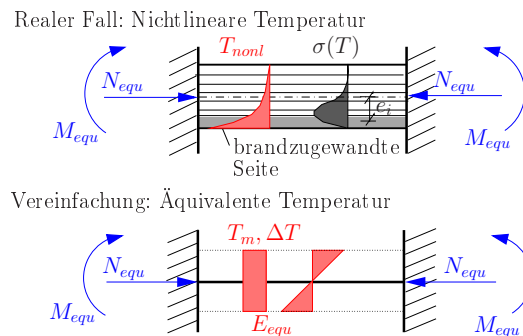 Realer Fall: Nichtlineare Temperatur
T_nonl σ(T)
N_equ N_equ
e_i
M_equ M_equ
brandzugewandte
Seite
Vereinfachung: Äquivalente Temperatur
T_m, ΔT
N_equ N_equ
M_equ M_equ
E_equ